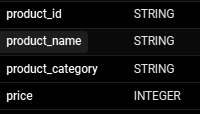 product_id STRING
product_name STRING
product_category STRING
price INTEGER